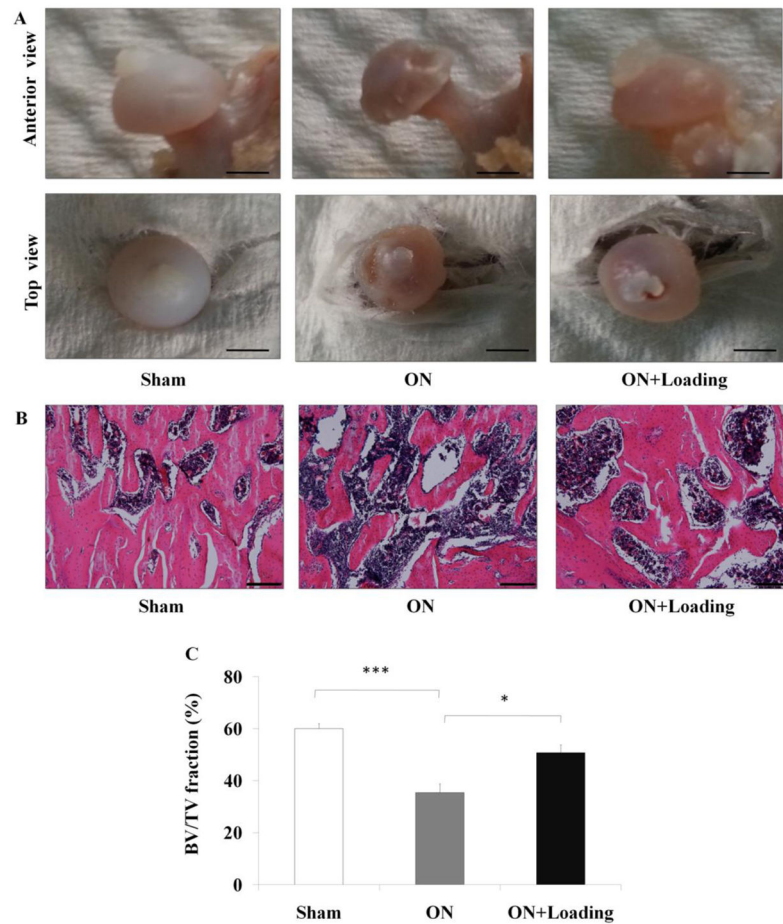 A
Anterior view
Top view
Sham ON ON+Loading
B
Sham ON ON+Loading
C
***
*
BV/TV fraction (%)
80
60
40
20
0
Sham ON ON+Loading